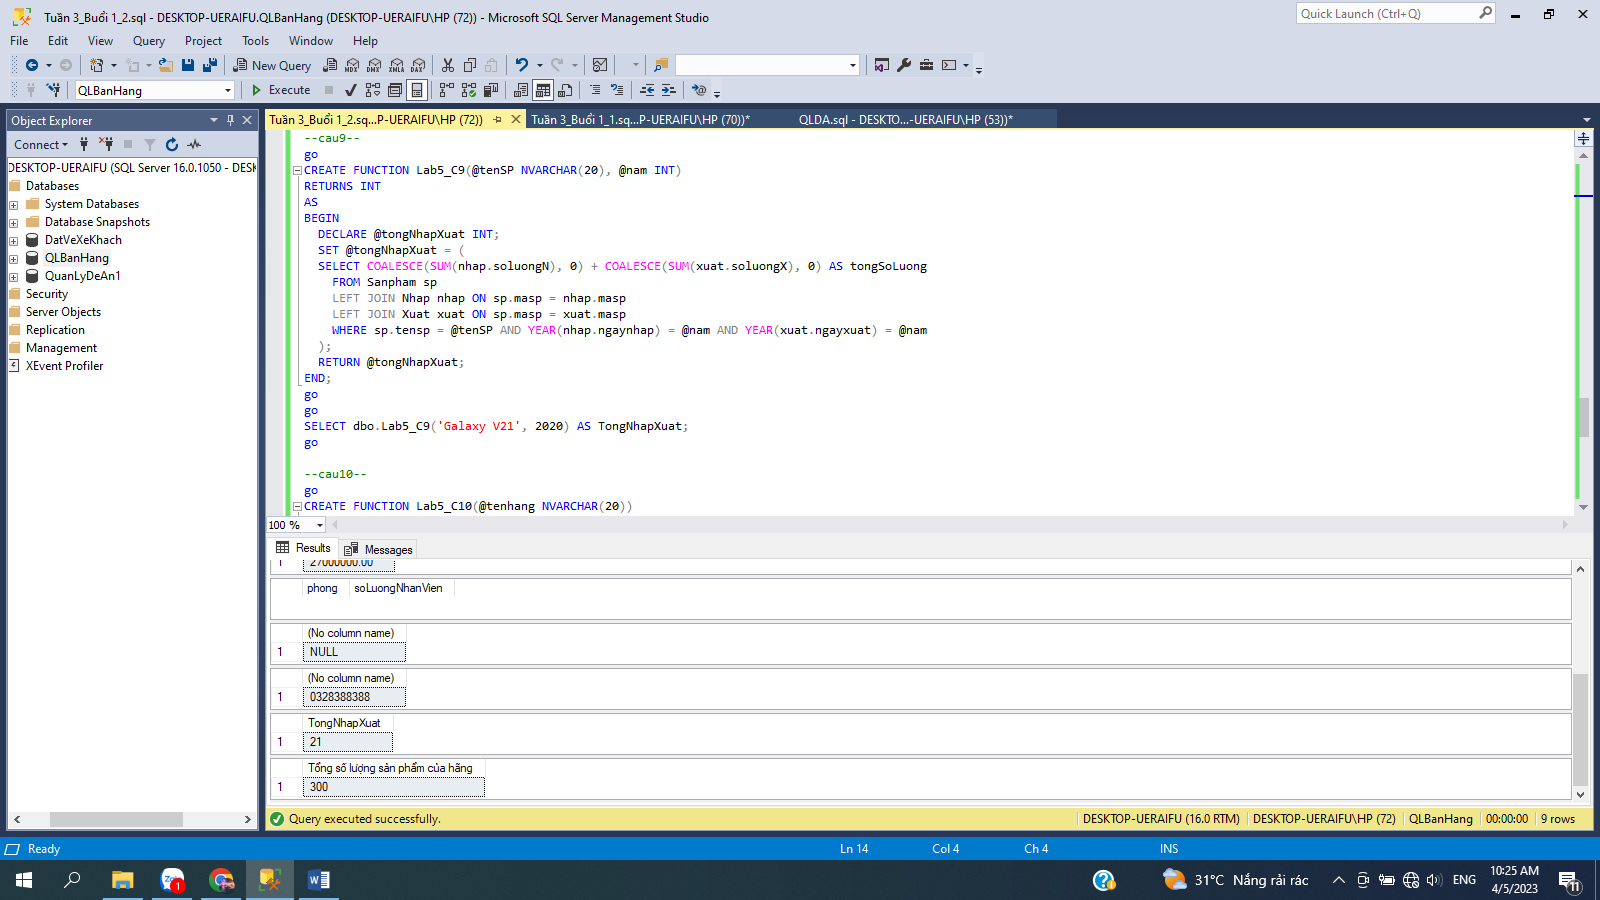 Tuần 3_Buổi 1_2.sql - DESKTOP-UERAIFU.QLBanHang (DESKTOP-UERAIFU\HP (72)) - Microsoft SQL Server Management Studio
Quick Launch (Ctrl+Q)
File Edit View Query Project Tools Window Help
New Query
MDX DMX XMLA DAX
QLBanHang
Execute
Object Explorer
Tuần 3_Buổi 1_2.sq...P-UERAIFU\HP (72))
Tuần 3_Buổi 1_1.sq...P-UERAIFU\HP (70))*
QLDA.sql - DESKTO...-UERAIFU\HP (53))*
Connect
DESKTOP-UERAIFU (SQL Server 16.0.1050 - DESK
Databases
System Databases
Database Snapshots
DatVeXeKhach
QLBanHang
QuanLyDeAn1
Security
Server Objects
Replication
Management
XEvent Profiler
--cau9--
go
CREATE FUNCTION Lab5_C9(@tenSP NVARCHAR(20), @nam INT)
RETURNS INT
AS
BEGIN
DECLARE @tongNhapXuat INT;
SET @tongNhapXuat = (
SELECT COALESCE(SUM(nhap.soluongN), 0) + COALESCE(SUM(xuat.soluongX), 0) AS tongSoLuong
FROM Sanpham sp
LEFT JOIN Nhap nhap ON sp.masp = nhap.masp
LEFT JOIN Xuat xuat ON sp.masp = xuat.masp
WHERE sp.tensp = @tenSP AND YEAR(nhap.ngaynhap) = @nam AND YEAR(xuat.ngayxuat) = @nam
);
RETURN @tongNhapXuat;
END;
go
go
SELECT dbo.Lab5_C9('Galaxy V21', 2020) AS TongNhapXuat;
go
--cau10--
go
CREATE FUNCTION Lab5_C10(@tenhang NVARCHAR(20))
100 %
Results Messages
1 27000000.00
phong soLuongNhanVien
(No column name)
1 NULL
(No column name)
1 0328388388
TongNhapXuat
1 21
Tổng số lượng sản phẩm của hãng
1 300
Query executed successfully.
DESKTOP-UERAIFU (16.0 RTM) DESKTOP-UERAIFU\HP (72) QLBanHang 00:00:00 9 rows
Ready
Ln 14 Col 4 Ch 4 INS
1
31°C Nắng rải rác
ENG
10:25 AM
4/5/2023
11